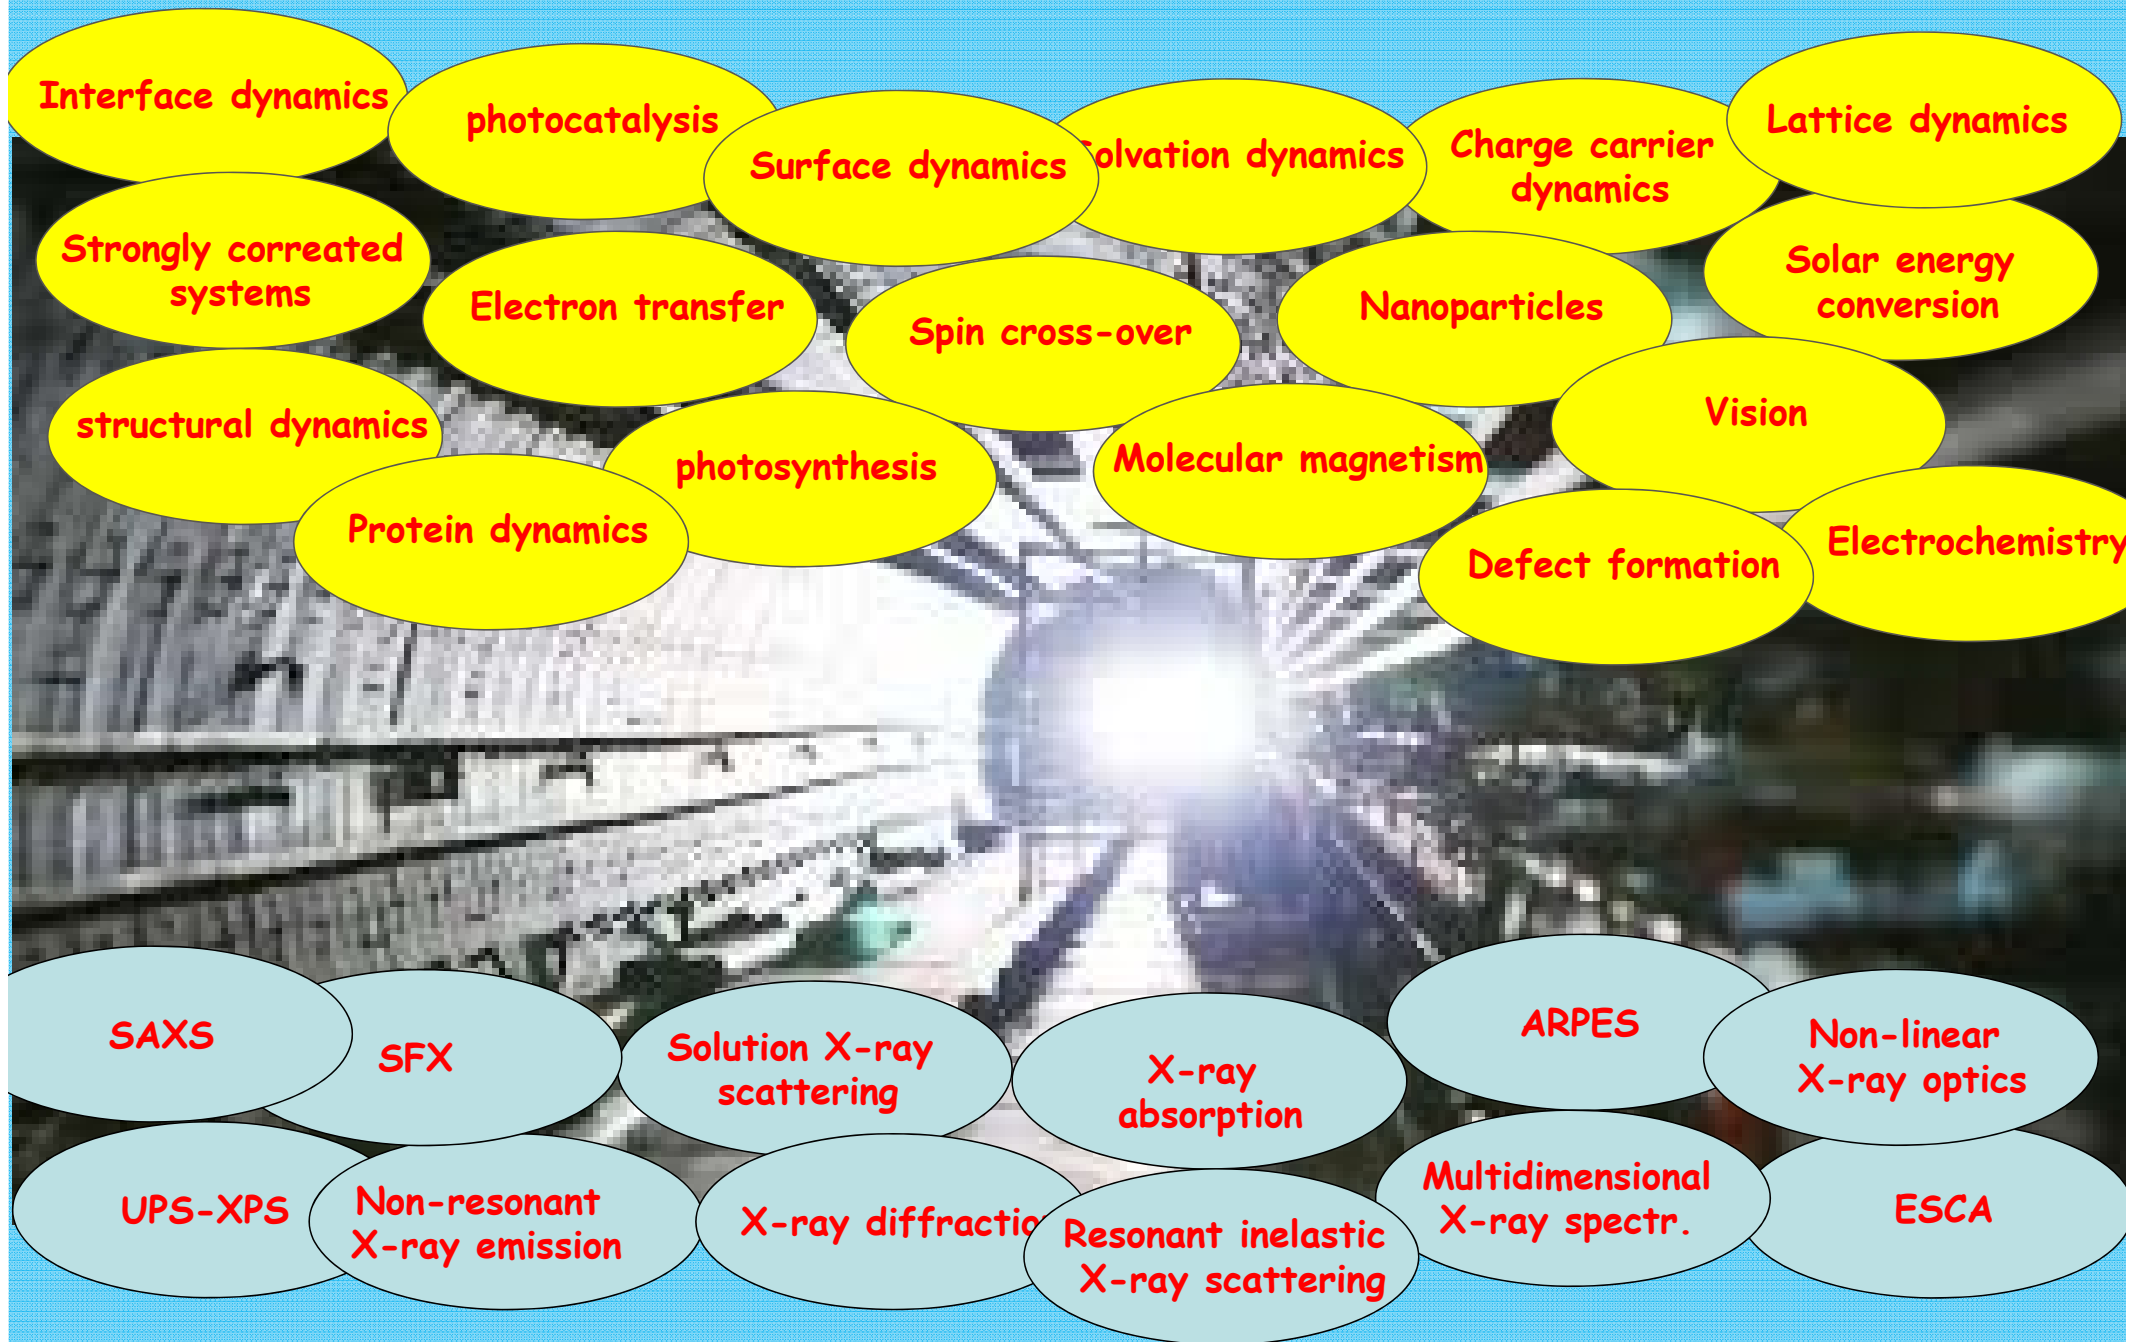 Interface dynamics
photocatalysis
Surface dynamics
olvation dynamics
Charge carrier
dynamics
Lattice dynamics
Strongly correated
systems
Electron transfer
Spin cross-over
Nanoparticles
Solar energy
conversion
structural dynamics
photosynthesis
Molecular magnetism
Vision
Protein dynamics
Defect formation
Electrochemistry
SAXS
SFX
Solution X-ray
scattering
X-ray
absorption
ARPES
Non-linear
X-ray optics
UPS-XPS
Non-resonant
X-ray emission
X-ray diffractio
Resonant inelastic
X-ray scattering
Multidimensional
X-ray spectr.
ESCA